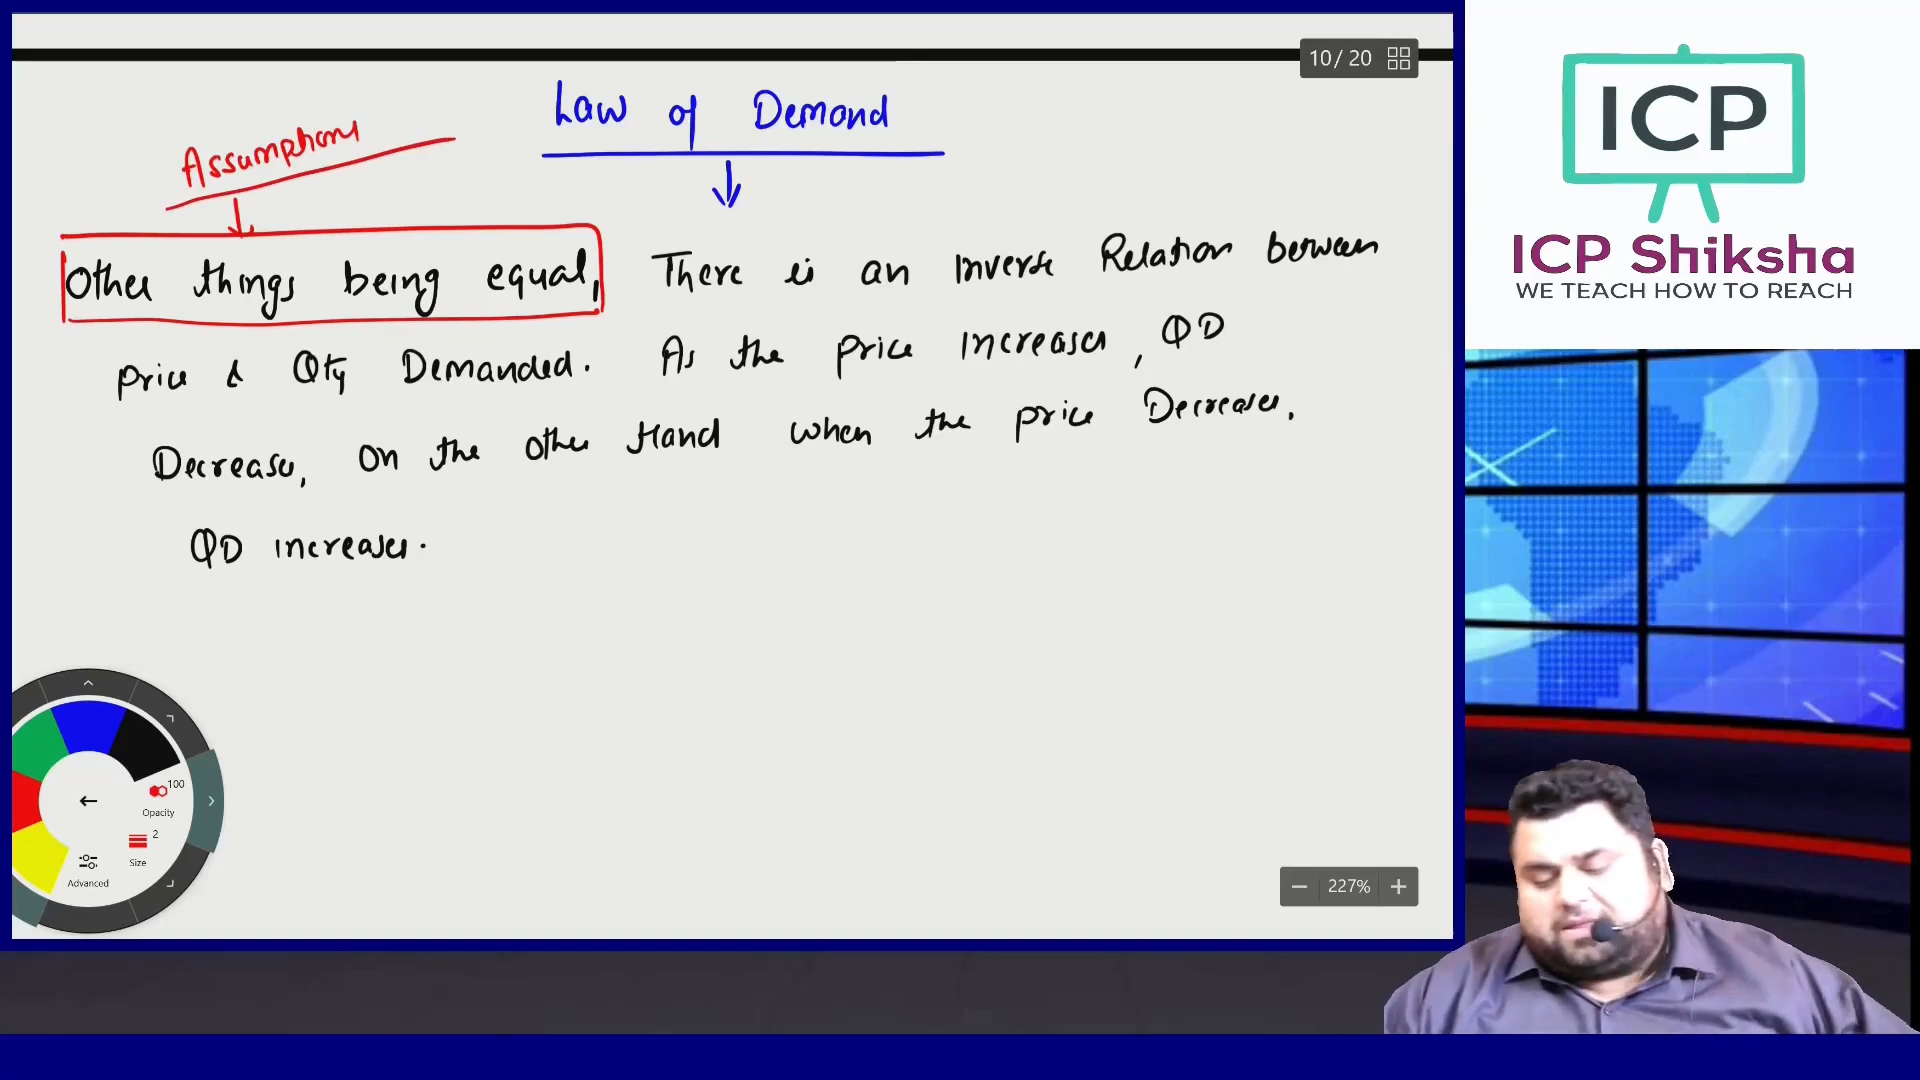 10/ 20
Law of Demand
Assumptions
Other things being equal, There is an inverse Relation between
price & Qty Demanded. As the price increases, QD
Decreases, On the other Hand when the price Decreases.
QD increases.
100
Opacity
2
Size
Advanced
227%
ICP
ICP Shiksha
WE TEACH HOW TO REACH